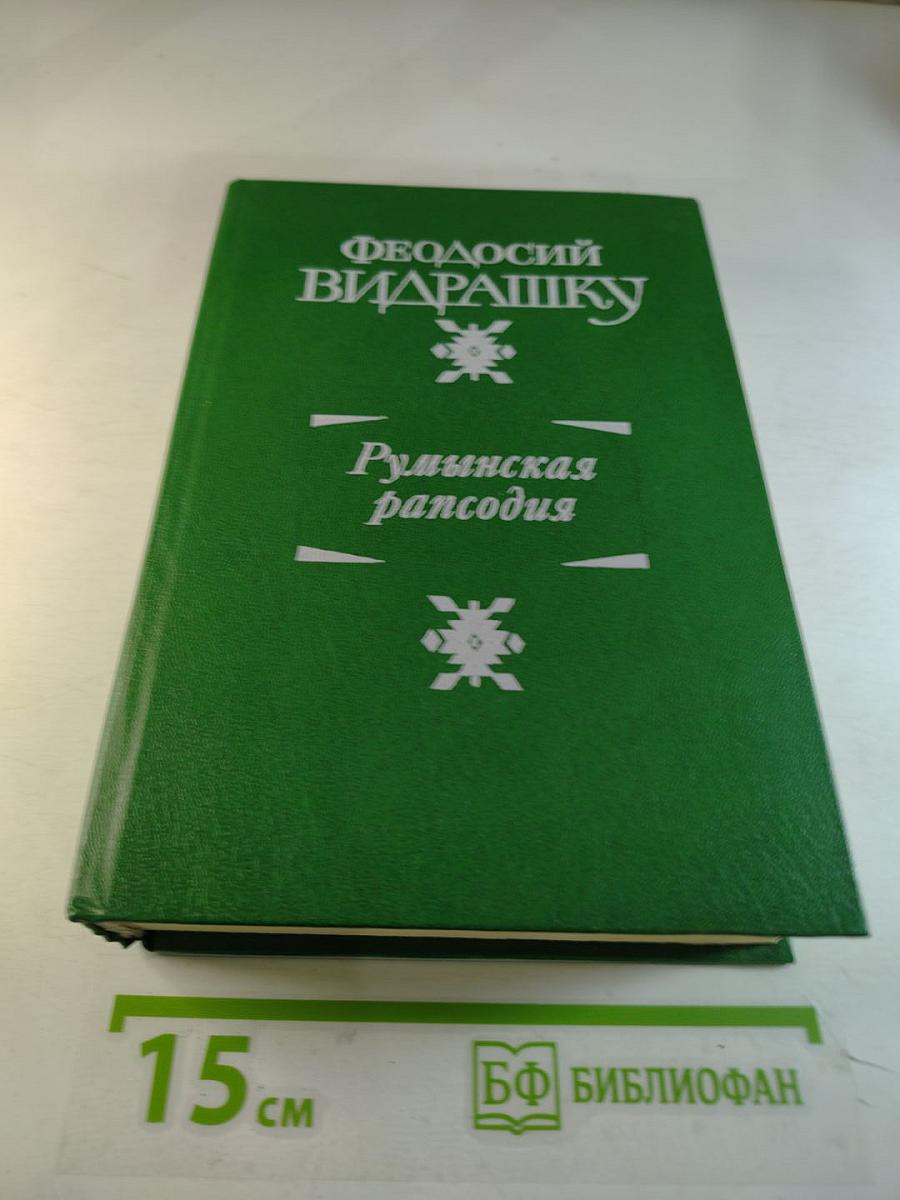 ФЕОДОСИЙ
ВИДРАШКУ
Румынская
рапсодия
15 см
БФ БИБЛИОФАН